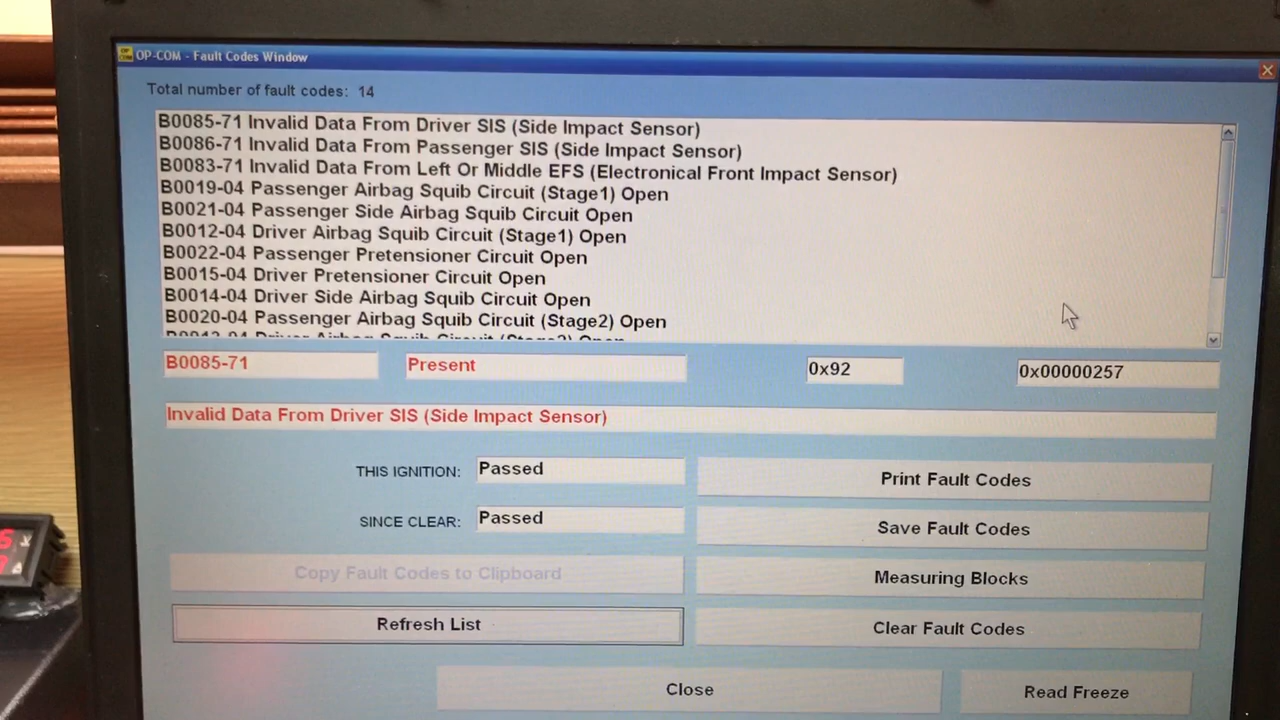 OP-COM - Fault Codes Window
Total number of fault codes: 14
B0085-71 Invalid Data From Driver SIS (Side Impact Sensor)
B0086-71 Invalid Data From Passenger SIS (Side Impact Sensor)
B0083-71 Invalid Data From Left Or Middle EFS (Electronical Front Impact Sensor)
B0019-04 Passenger Airbag Squib Circuit (Stage1) Open
B0021-04 Passenger Side Airbag Squib Circuit Open
B0012-04 Driver Airbag Squib Circuit (Stage1) Open
B0022-04 Passenger Pretensioner Circuit Open
B0015-04 Driver Pretensioner Circuit Open
B0014-04 Driver Side Airbag Squib Circuit Open
B0020-04 Passenger Airbag Squib Circuit (Stage2) Open
B0085-71 Present 0x92 0x00000257
Invalid Data From Driver SIS (Side Impact Sensor)
THIS IGNITION: Passed
Print Fault Codes
SINCE CLEAR: Passed
Save Fault Codes
Copy Fault Codes to Clipboard
Measuring Blocks
Refresh List
Clear Fault Codes
Close
Read Freeze